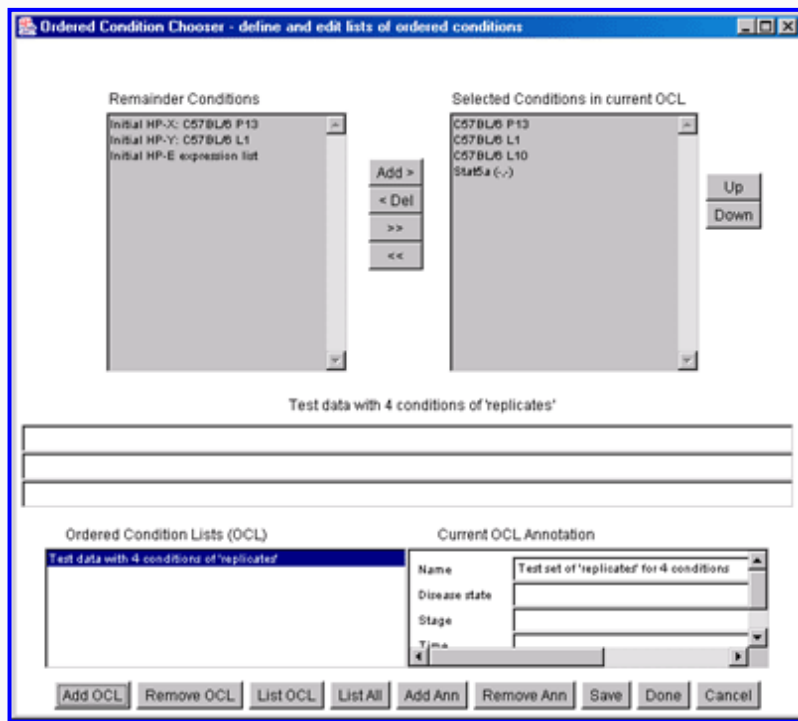 Ordered Condition Chooser - define and edit lists of ordered conditions
Remainder Conditions
Initial HP-X: C57BL/6 P13
Initial HP-Y: C57BL/6 L1
Initial HP-E expression list
Add >
< Del
>>
<<
Selected Conditions in current OCL
C57BL/6 P13
C57BL/6 L1
C57BL/6 L10
Stat5a (-,-)
Up
Down
Test data with 4 conditions of 'replicates'
Ordered Condition Lists (OCL)
Test data with 4 conditions of 'replicates'
Current OCL Annotation
Name Test set of 'replicates' for 4 conditions
Disease state
Stage
Time
Add OCL Remove OCL List OCL List All Add Ann Remove Ann Save Done Cancel